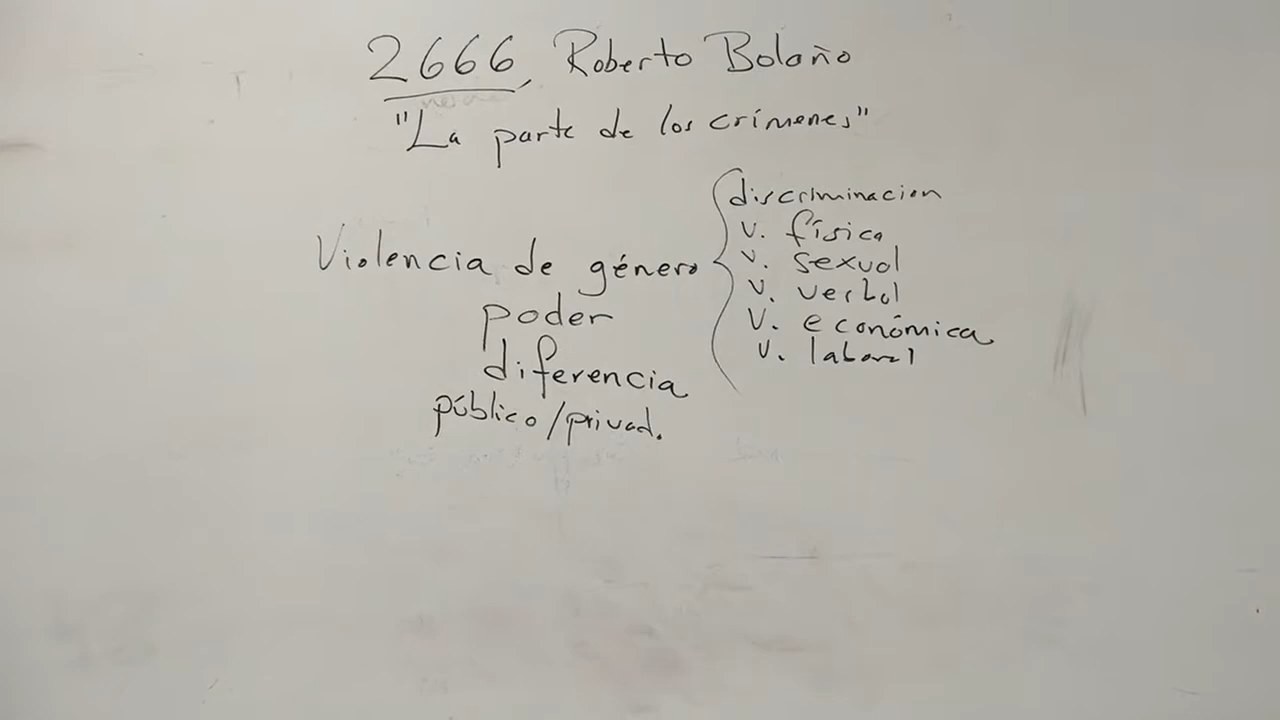 2666, Roberto Bolaño
"La parte de los crímenes"
Violencia de género
poder
diferencia
público/privad.
discriminacion
v. física
v. sexual
v. verbal
v. económica
v. laboral